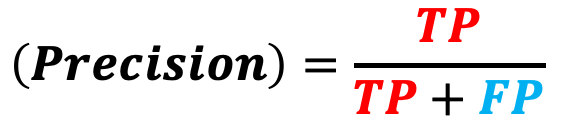 (Precision) = TP / TP + FP